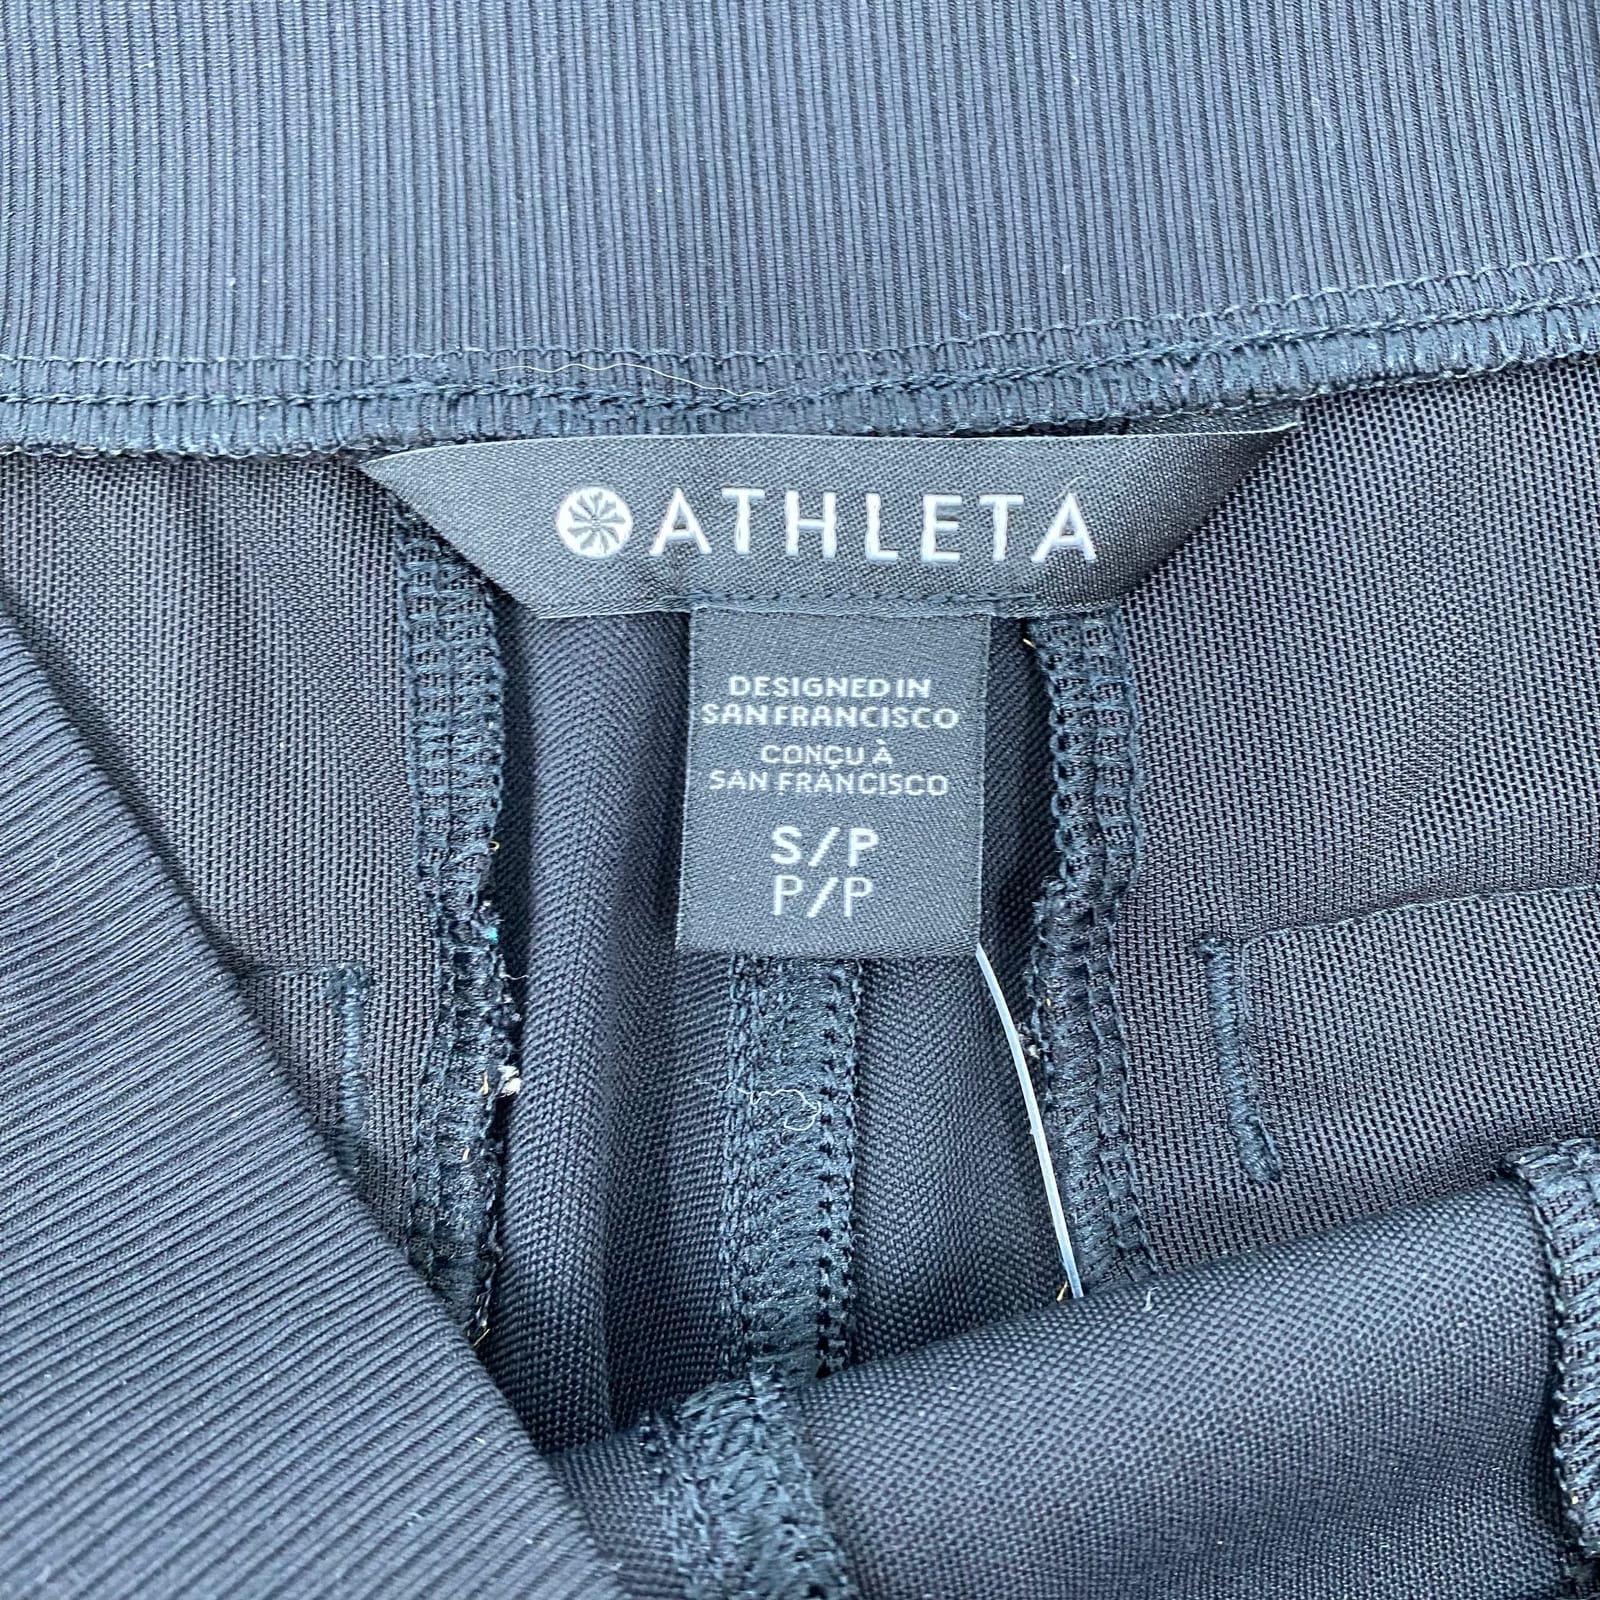 ATHLETA
DESIGNED IN
SAN FRANCISCO
CONÇU À
SAN FRANCISCO
S/P
P/P